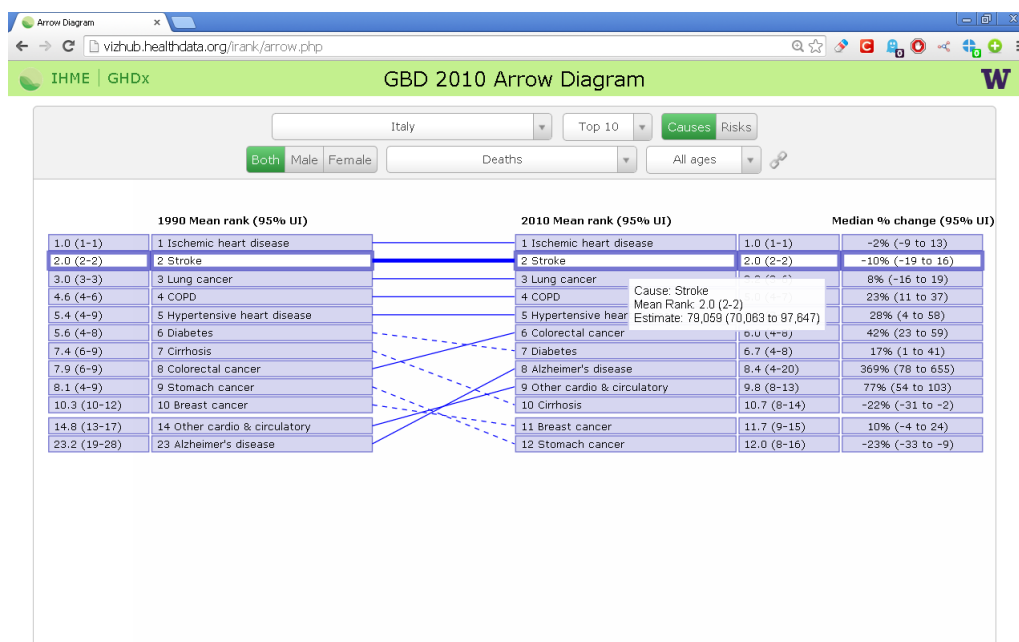 Arrow Diagram
vizhub.healthdata.org/irank/arrow.php
IHME | GHDx
GBD 2010 Arrow Diagram
W
Italy Top 10 Causes Risks
Both Male Female Deaths All ages
1990 Mean rank (95% UI) 2010 Mean rank (95% UI) Median % change (95% UI)
1.0 (1-1) 1 Ischemic heart disease 1 Ischemic heart disease 1.0 (1-1) -2% (-9 to 13)
2.0 (2-2) 2 Stroke 2 Stroke 2.0 (2-2) -10% (-19 to 16)
3.0 (3-3) 3 Lung cancer 3 Lung cancer 8% (-16 to 19)
4.6 (4-6) 4 COPD 4 COPD 23% (11 to 37)
5.4 (4-9) 5 Hypertensive heart disease 5 Hypertensive hear 28% (4 to 58)
Cause: Stroke
Mean Rank: 2.0 (2-2)
Estimate: 79,059 (70,063 to 97,647)
5.6 (4-8) 6 Diabetes 6 Colorectal cancer 6.0 (4-8) 42% (23 to 59)
7.4 (6-9) 7 Cirrhosis 7 Diabetes 6.7 (4-8) 17% (1 to 41)
7.9 (6-9) 8 Colorectal cancer 8 Alzheimer's disease 8.4 (4-20) 369% (78 to 655)
8.1 (4-9) 9 Stomach cancer 9 Other cardio & circulatory 9.8 (8-13) 77% (54 to 103)
10.3 (10-12) 10 Breast cancer 10 Cirrhosis 10.7 (8-14) -22% (-31 to -2)
14.8 (13-17) 14 Other cardio & circulatory 11 Breast cancer 11.7 (9-15) 10% (-4 to 24)
23.2 (19-28) 23 Alzheimer's disease 12 Stomach cancer 12.0 (8-16) -23% (-33 to -9)